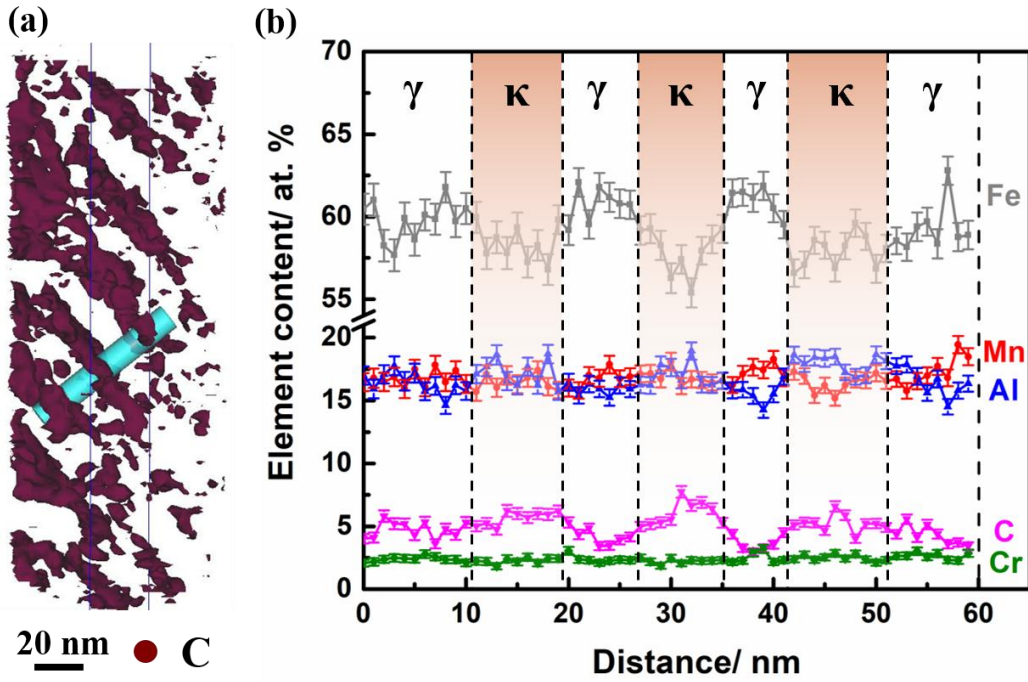 (a)
20 nm
C
(b)
Element content/ at. %
70
65
60
55
20
15
10
5
0
γ
κ
γ
κ
γ
κ
γ
Fe
Mn
Al
C
Cr
0
10
20
30
40
50
60
Distance/ nm